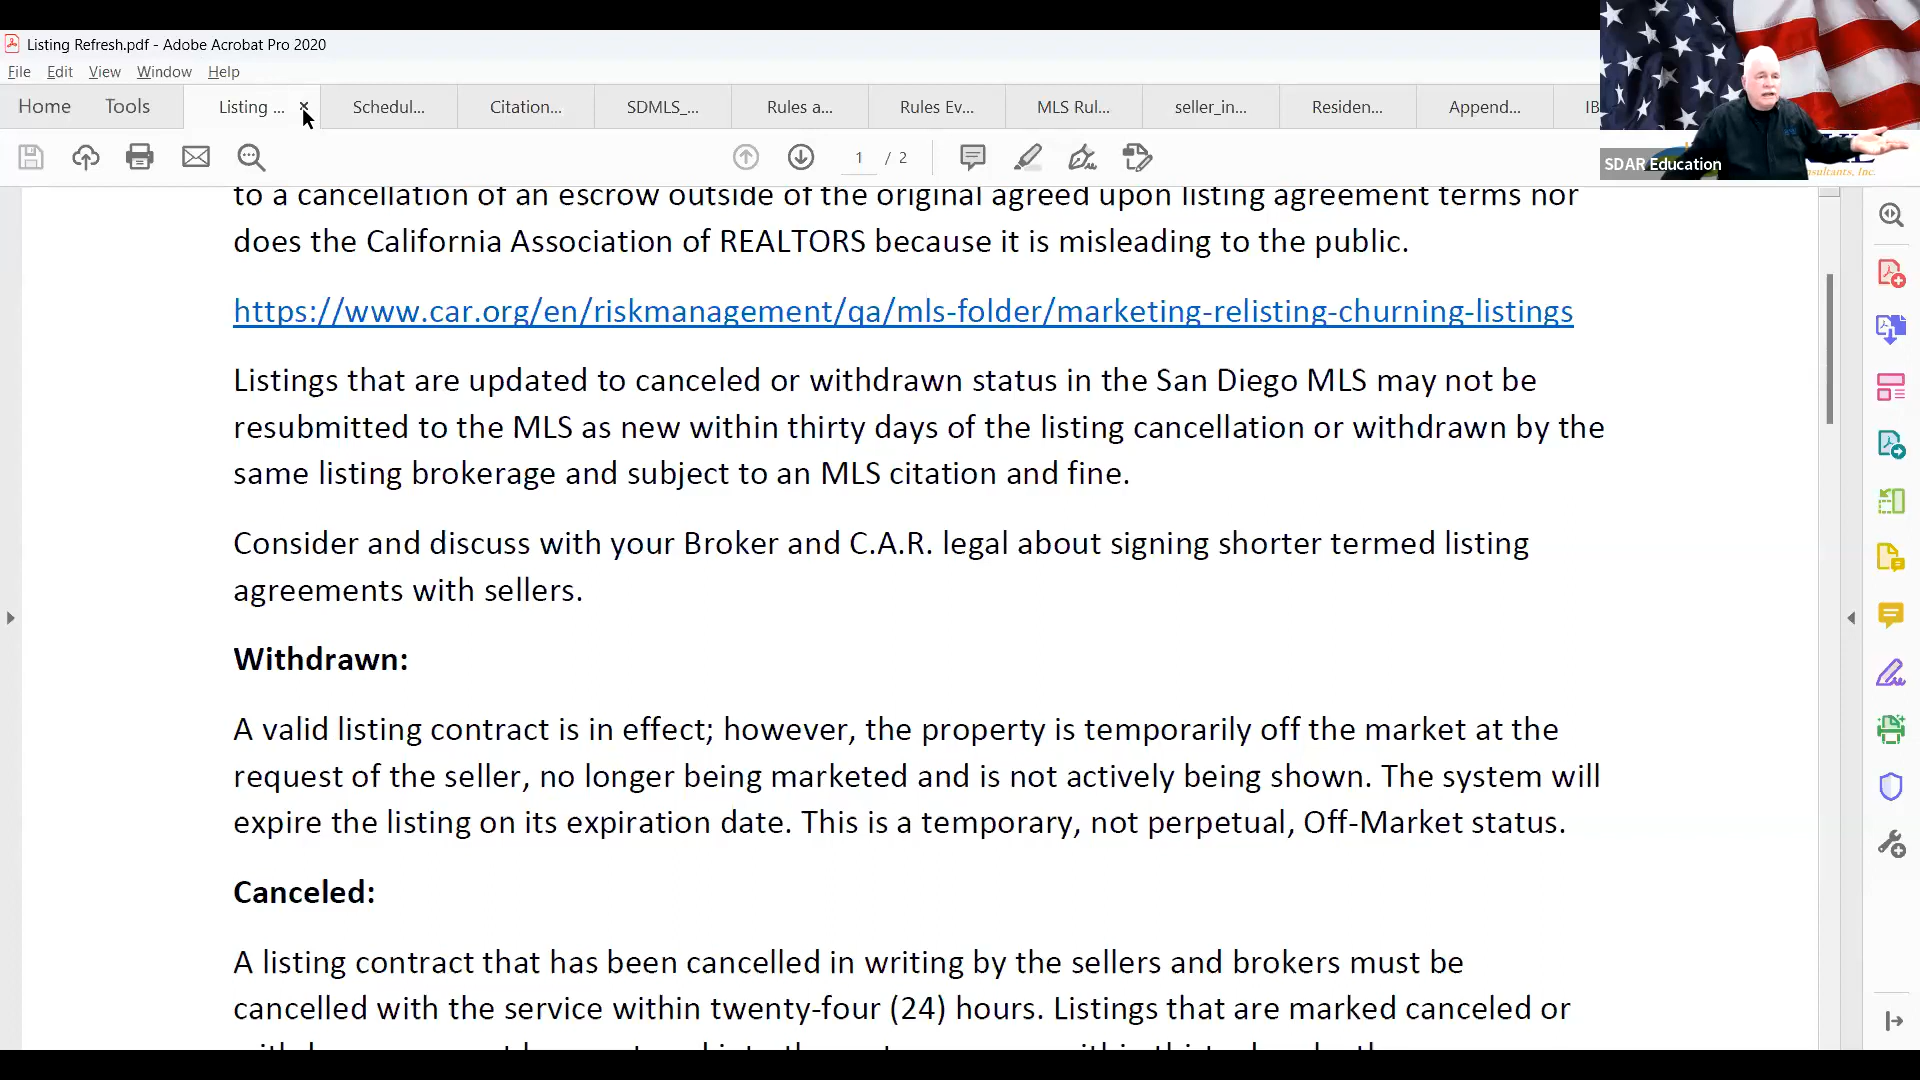 Listing Refresh.pdf - Adobe Acrobat Pro 2020
File Edit View Window Help
Home Tools Listing ... Schedul... Citation... SDMLS_... Rules a... Rules Ev... MLS Rul... seller_in... Residen... Append... IB
1 / 2
SDAR Education
nsultants, Inc.
to a cancellation of an escrow outside of the original agreed upon listing agreement terms nor
does the California Association of REALTORS because it is misleading to the public.
https://www.car.org/en/riskmanagement/qa/mls-folder/marketing-relisting-churning-listings
Listings that are updated to canceled or withdrawn status in the San Diego MLS may not be
resubmitted to the MLS as new within thirty days of the listing cancellation or withdrawn by the
same listing brokerage and subject to an MLS citation and fine.
Consider and discuss with your Broker and C.A.R. legal about signing shorter termed listing
agreements with sellers.
Withdrawn:
A valid listing contract is in effect; however, the property is temporarily off the market at the
request of the seller, no longer being marketed and is not actively being shown. The system will
expire the listing on its expiration date. This is a temporary, not perpetual, Off-Market status.
Canceled:
A listing contract that has been cancelled in writing by the sellers and brokers must be
cancelled with the service within twenty-four (24) hours. Listings that are marked canceled or